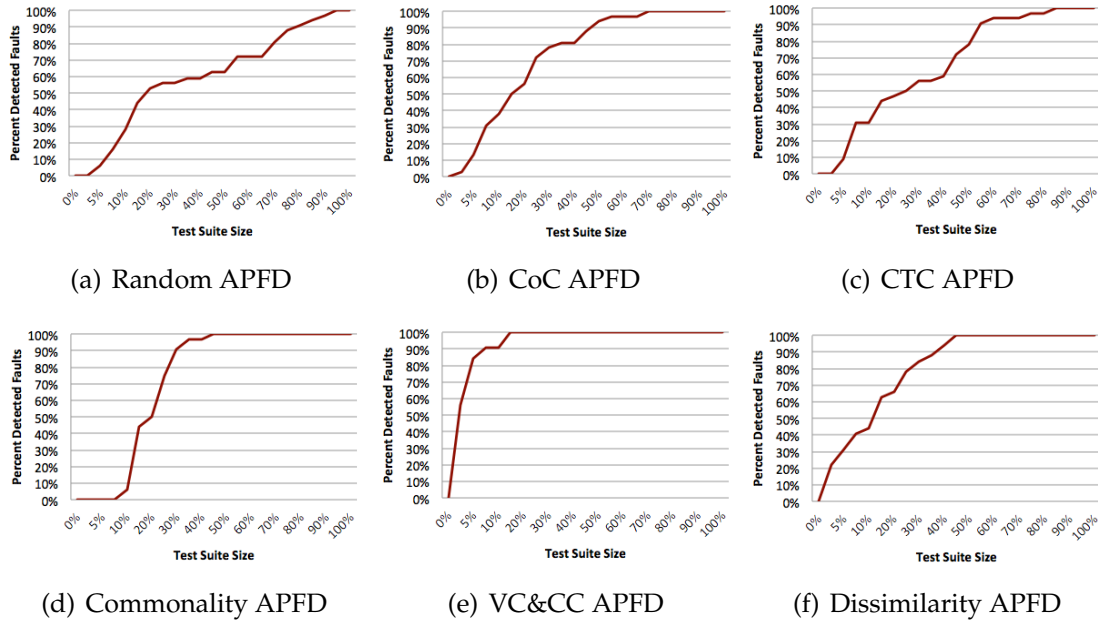 100%
90%
80%
70%
60%
50%
40%
30%
20%
10%
0%
Percent Detected Faults
0% 5% 10% 20% 30% 40% 50% 60% 70% 80% 90% 100%
Test Suite Size
(a) Random APFD
100%
90%
80%
70%
60%
50%
40%
30%
20%
10%
0%
Percent Detected Faults
0% 5% 10% 20% 30% 40% 50% 60% 70% 80% 90% 100%
Test Suite Size
(b) CoC APFD
100%
90%
80%
70%
60%
50%
40%
30%
20%
10%
0%
Percent Detected Faults
0% 5% 10% 20% 30% 40% 50% 60% 70% 80% 90% 100%
Test Suite Size
(c) CTC APFD
100%
90%
80%
70%
60%
50%
40%
30%
20%
10%
0%
Percent Detected Faults
0% 5% 10% 20% 30% 40% 50% 60% 70% 80% 90% 100%
Test Suite Size
(d) Commonality APFD
100%
90%
80%
70%
60%
50%
40%
30%
20%
10%
0%
Percent Detected Faults
0% 5% 10% 20% 30% 40% 50% 60% 70% 80% 90% 100%
Test Suite Size
(e) VC&CC APFD
100%
90%
80%
70%
60%
50%
40%
30%
20%
10%
0%
Percent Detected Faults
0% 5% 10% 20% 30% 40% 50% 60% 70% 80% 90% 100%
Test Suite Size
(f) Dissimilarity APFD